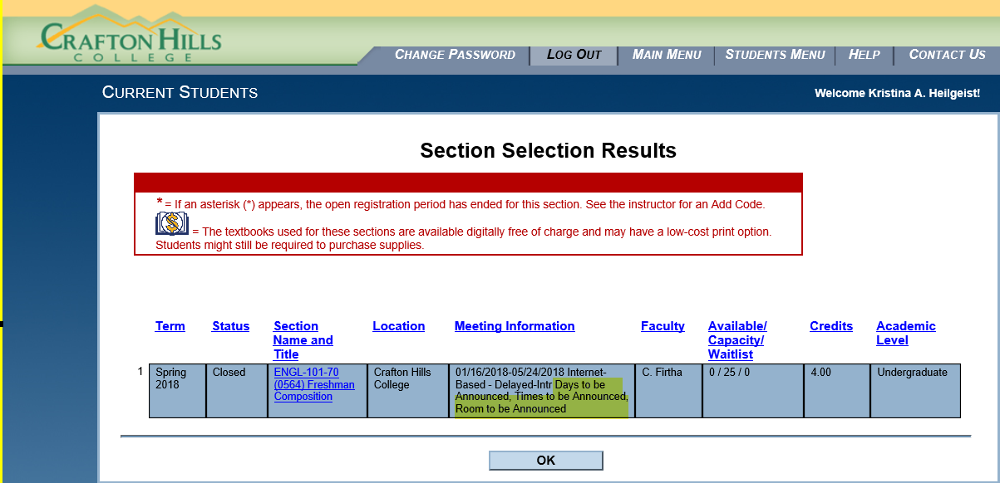 CRAFTON HILLS
COLLEGE
CHANGE PASSWORD LOG OUT MAIN MENU STUDENTS MENU HELP CONTACT US
CURRENT STUDENTS Welcome Kristina A. Heilgeist!
Section Selection Results
* = If an asterisk (*) appears, the open registration period has ended for this section. See the instructor for an Add Code.
$ = The textbooks used for these sections are available digitally free of charge and may have a low-cost print option.
Students might still be required to purchase supplies.
Term
Status
Section
Name and
Title
Location
Meeting Information
Faculty
Available/
Capacity/
Waitlist
Credits
Academic
Level
1
Spring
2018
Closed
ENGL-101-70
(0564) Freshman
Composition
Crafton Hills
College
01/16/2018-05/24/2018 Internet-
Based - Delayed-Intr Days to be
Announced, Times to be Announced,
Room to be Announced
C. Firtha
0 / 25 / 0
4.00
Undergraduate
OK